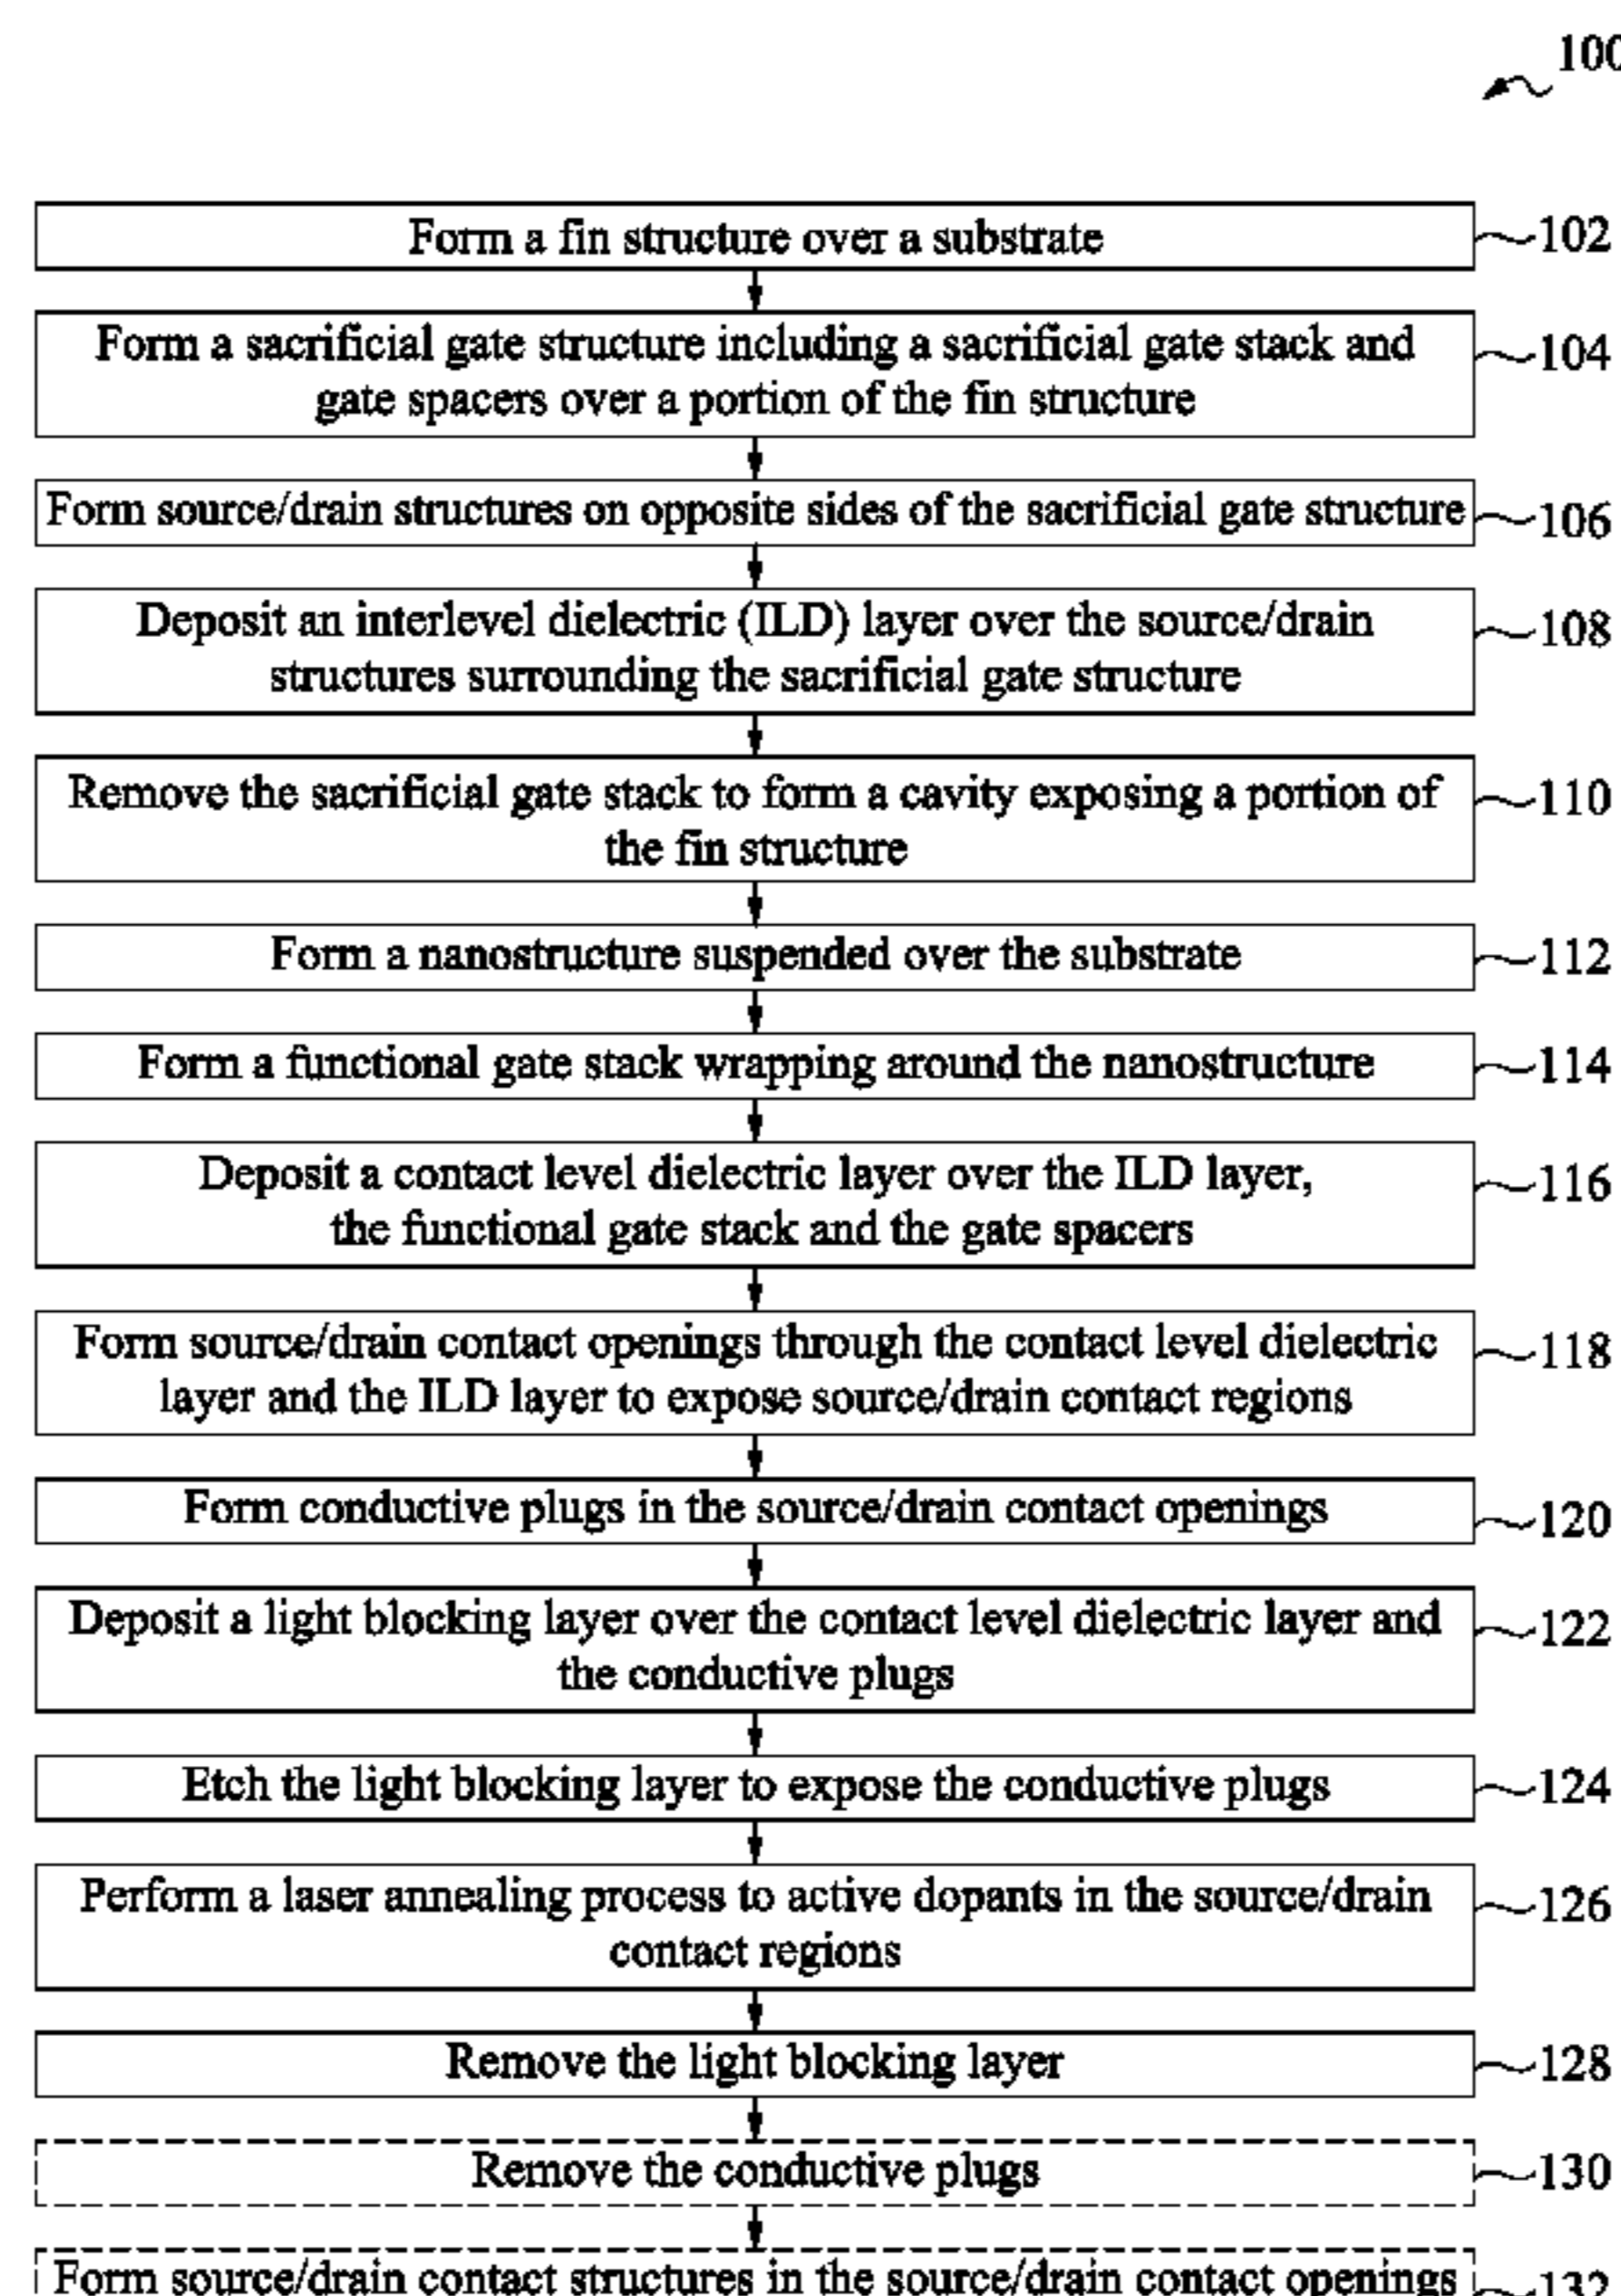 100
Form a fin structure over a substrate
102
Form a sacrificial gate structure including a sacrificial gate stack and
gate spacers over a portion of the fin structure
104
Form source/drain structures on opposite sides of the sacrificial gate structure
106
Deposit an interlevel dielectric (ILD) layer over the source/drain
structures surrounding the sacrificial gate structure
108
Remove the sacrificial gate stack to form a cavity exposing a portion of
the fin structure
110
Form a nanostructure suspended over the substrate
112
Form a functional gate stack wrapping around the nanostructure
114
Deposit a contact level dielectric layer over the ILD layer,
the functional gate stack and the gate spacers
116
Form source/drain contact openings through the contact level dielectric
layer and the ILD layer to expose source/drain contact regions
118
Form conductive plugs in the source/drain contact openings
120
Deposit a light blocking layer over the contact level dielectric layer and
the conductive plugs
122
Etch the light blocking layer to expose the conductive plugs
124
Perform a laser annealing process to active dopants in the source/drain
contact regions
126
Remove the light blocking layer
128
Remove the conductive plugs
130
Form source/drain contact structures in the source/drain contact openings
132